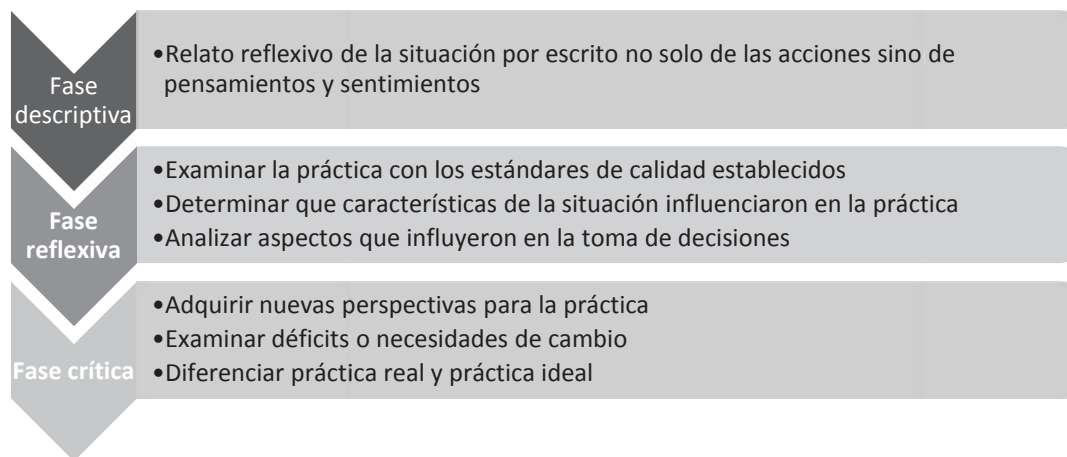 Fase
descriptiva
•Relato reflexivo de la situación por escrito no solo de las acciones sino de
pensamientos y sentimientos
Fase
reflexiva
•Examinar la práctica con los estándares de calidad establecidos
•Determinar que características de la situación influenciaron en la práctica
•Analizar aspectos que influyeron en la toma de decisiones
Fase crítica
•Adquirir nuevas perspectivas para la práctica
•Examinar déficits o necesidades de cambio
•Diferenciar práctica real y práctica ideal